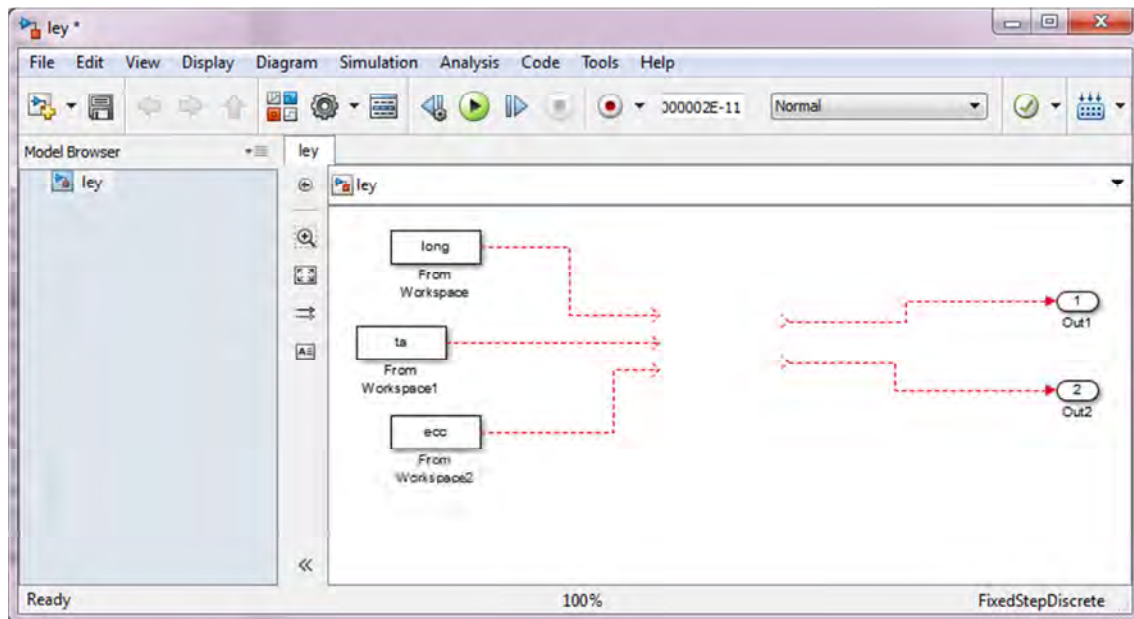 ley *
File Edit View Display Diagram Simulation Analysis Code Tools Help
000002E-11 Normal
Model Browser
ley
ley
ley
long
From
Workspace
ta
From
Workspace1
ecc
From
Workspace2
1
Out1
2
Out2
Ready 100% FixedStepDiscrete